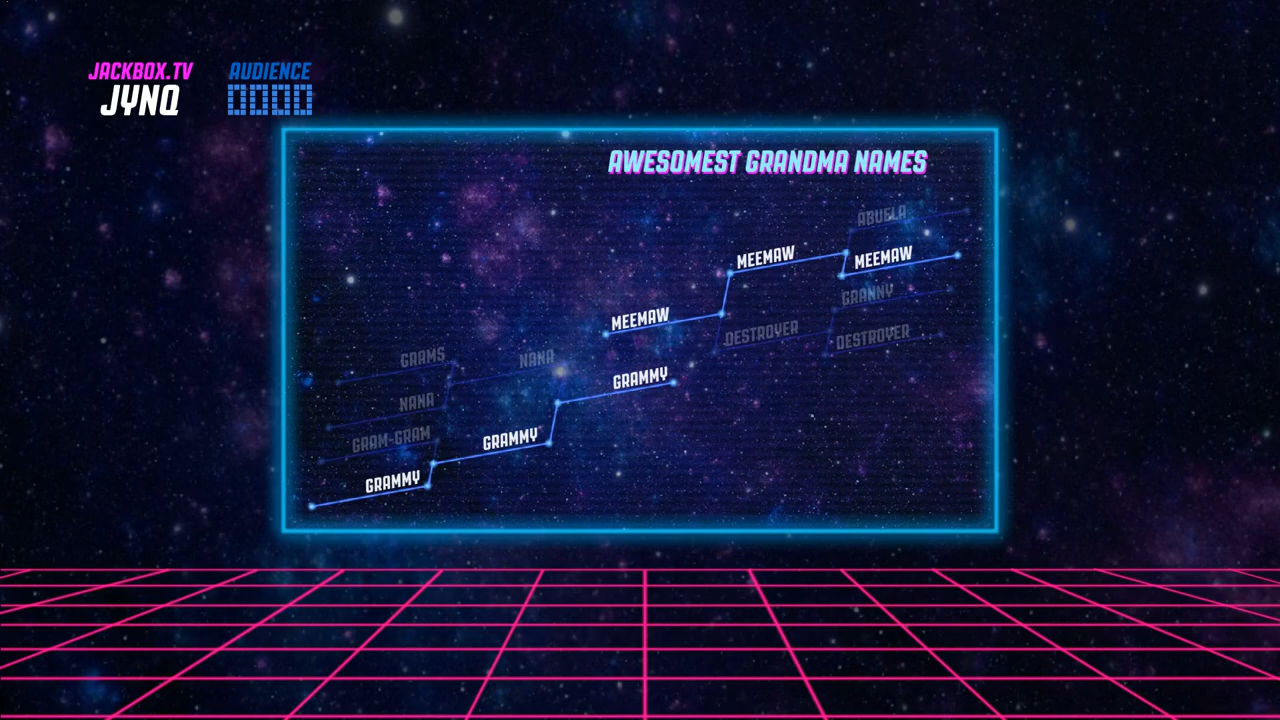 JACKBOX.TV
JYNQ
AUDIENCE
0000
AWESOMEST GRANDMA NAMES
ABUELA
MEEMAW
MEEMAW
GRANNY
MEEMAW
DESTROYER
DESTROYER
GRAMS
NANA
GRAMMY
NANA
GRAM-GRAM
GRAMMY
GRAMMY